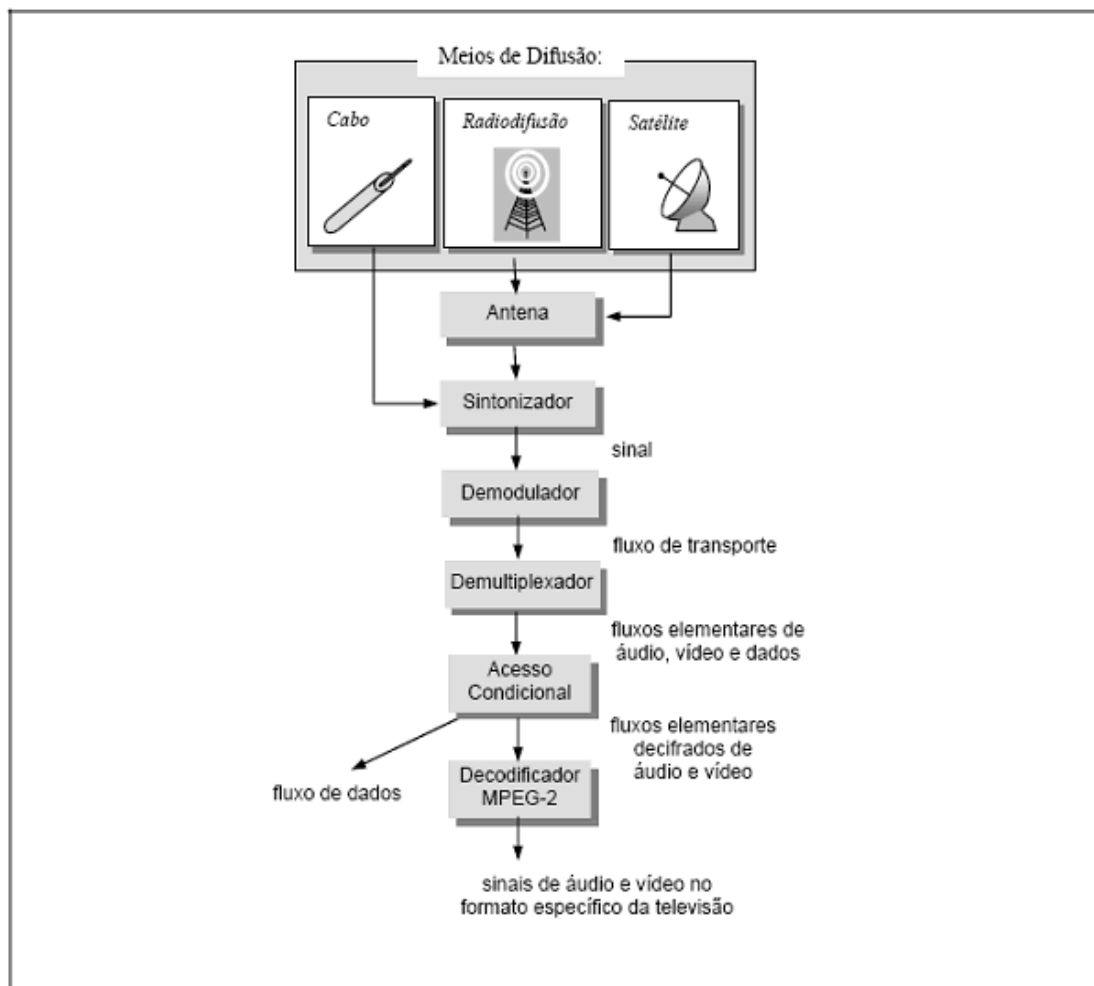 Meios de Difusão:
Cabo
Radiodifusão
Satélite
Antena
Sintonizador
sinal
Demodulador
fluxo de transporte
Demultiplexador
fluxos elementares de
áudio, vídeo e dados
Acesso
Condicional
fluxos elementares
decifrados de
áudio e vídeo
fluxo de dados
Decodificador
MPEG-2
sinais de áudio e vídeo no
formato específico da televisão